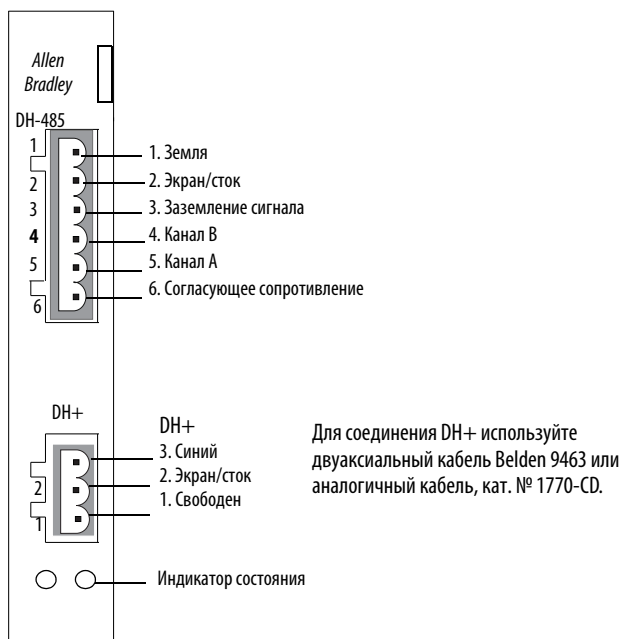 Allen
Bradley
DH-485
1
2
3
4
5
6
1. Земля
2. Экран/сток
3. Заземление сигнала
4. Канал B
5. Канал A
6. Согласующее сопротивление
DH+
2
1
DH+
3. Синий
2. Экран/сток
1. Свободен
Для соединения DH+ используйте
двуаксиальный кабель Belden 9463 или
аналогичный кабель, кат. № 1770-CD.
Индикатор состояния